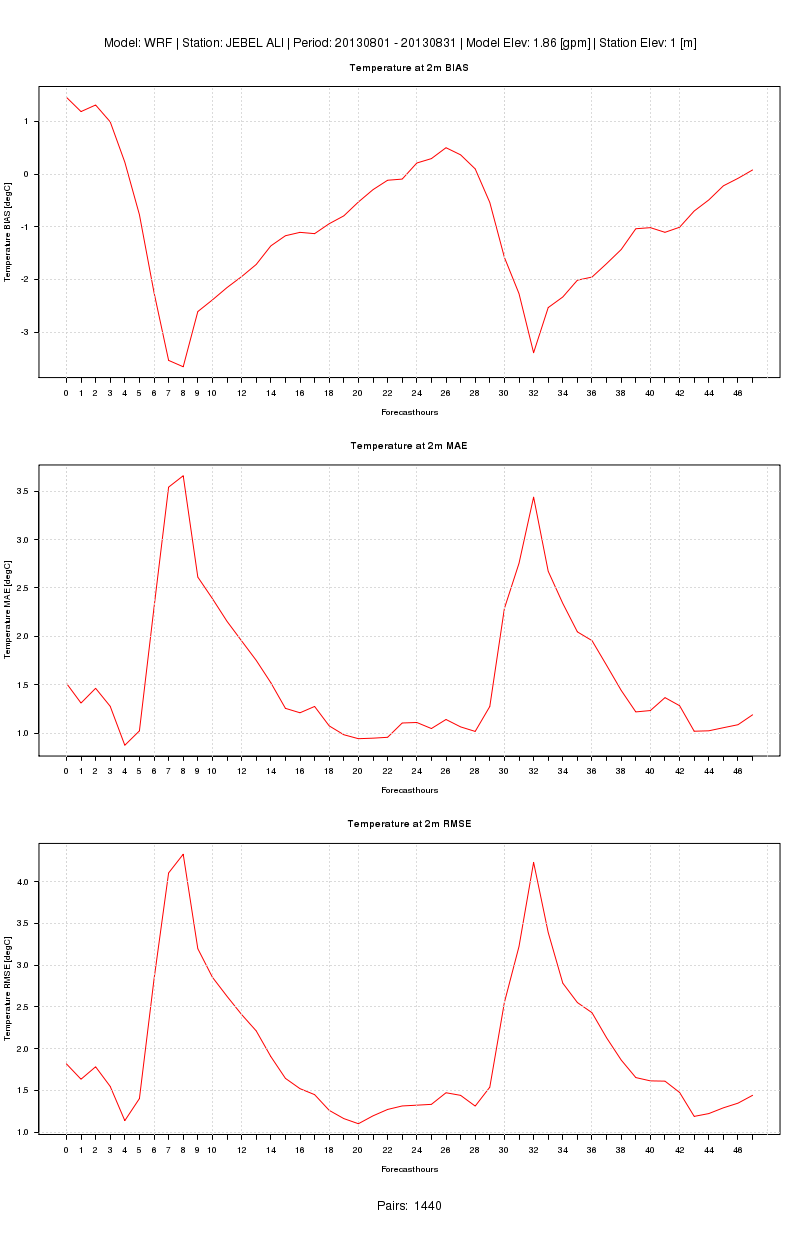 Model: WRF | Station: JEBEL ALI | Period: 20130801 - 20130831 | Model Elev: 1.86 [gpm] | Station Elev: 1 [m]
Temperature at 2m BIAS
Temperature BIAS [degC]
1
0
-1
-2
-3
0 1 2 3 4 5 6 7 8 9 10 12 14 16 18 20 22 24 26 28 30 32 34 36 38 40 42 44 46
Forecasthours
Temperature at 2m MAE
Temperature MAE [degC]
3.5
3.0
2.5
2.0
1.5
1.0
0 1 2 3 4 5 6 7 8 9 10 12 14 16 18 20 22 24 26 28 30 32 34 36 38 40 42 44 46
Forecasthours
Temperature at 2m RMSE
Temperature RMSE [degC]
4.0
3.5
3.0
2.5
2.0
1.5
1.0
0 1 2 3 4 5 6 7 8 9 10 12 14 16 18 20 22 24 26 28 30 32 34 36 38 40 42 44 46
Forecasthours
Pairs: 1440